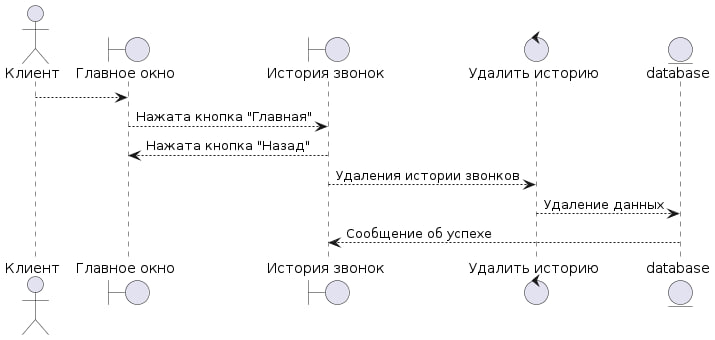 Клиент Главное окно История звонок Удалить историю database
Нажата кнопка "Главная"
Нажата кнопка "Назад"
Удаления истории звонков
Удаление данных
Сообщение об успехе
Клиент Главное окно История звонок Удалить историю database